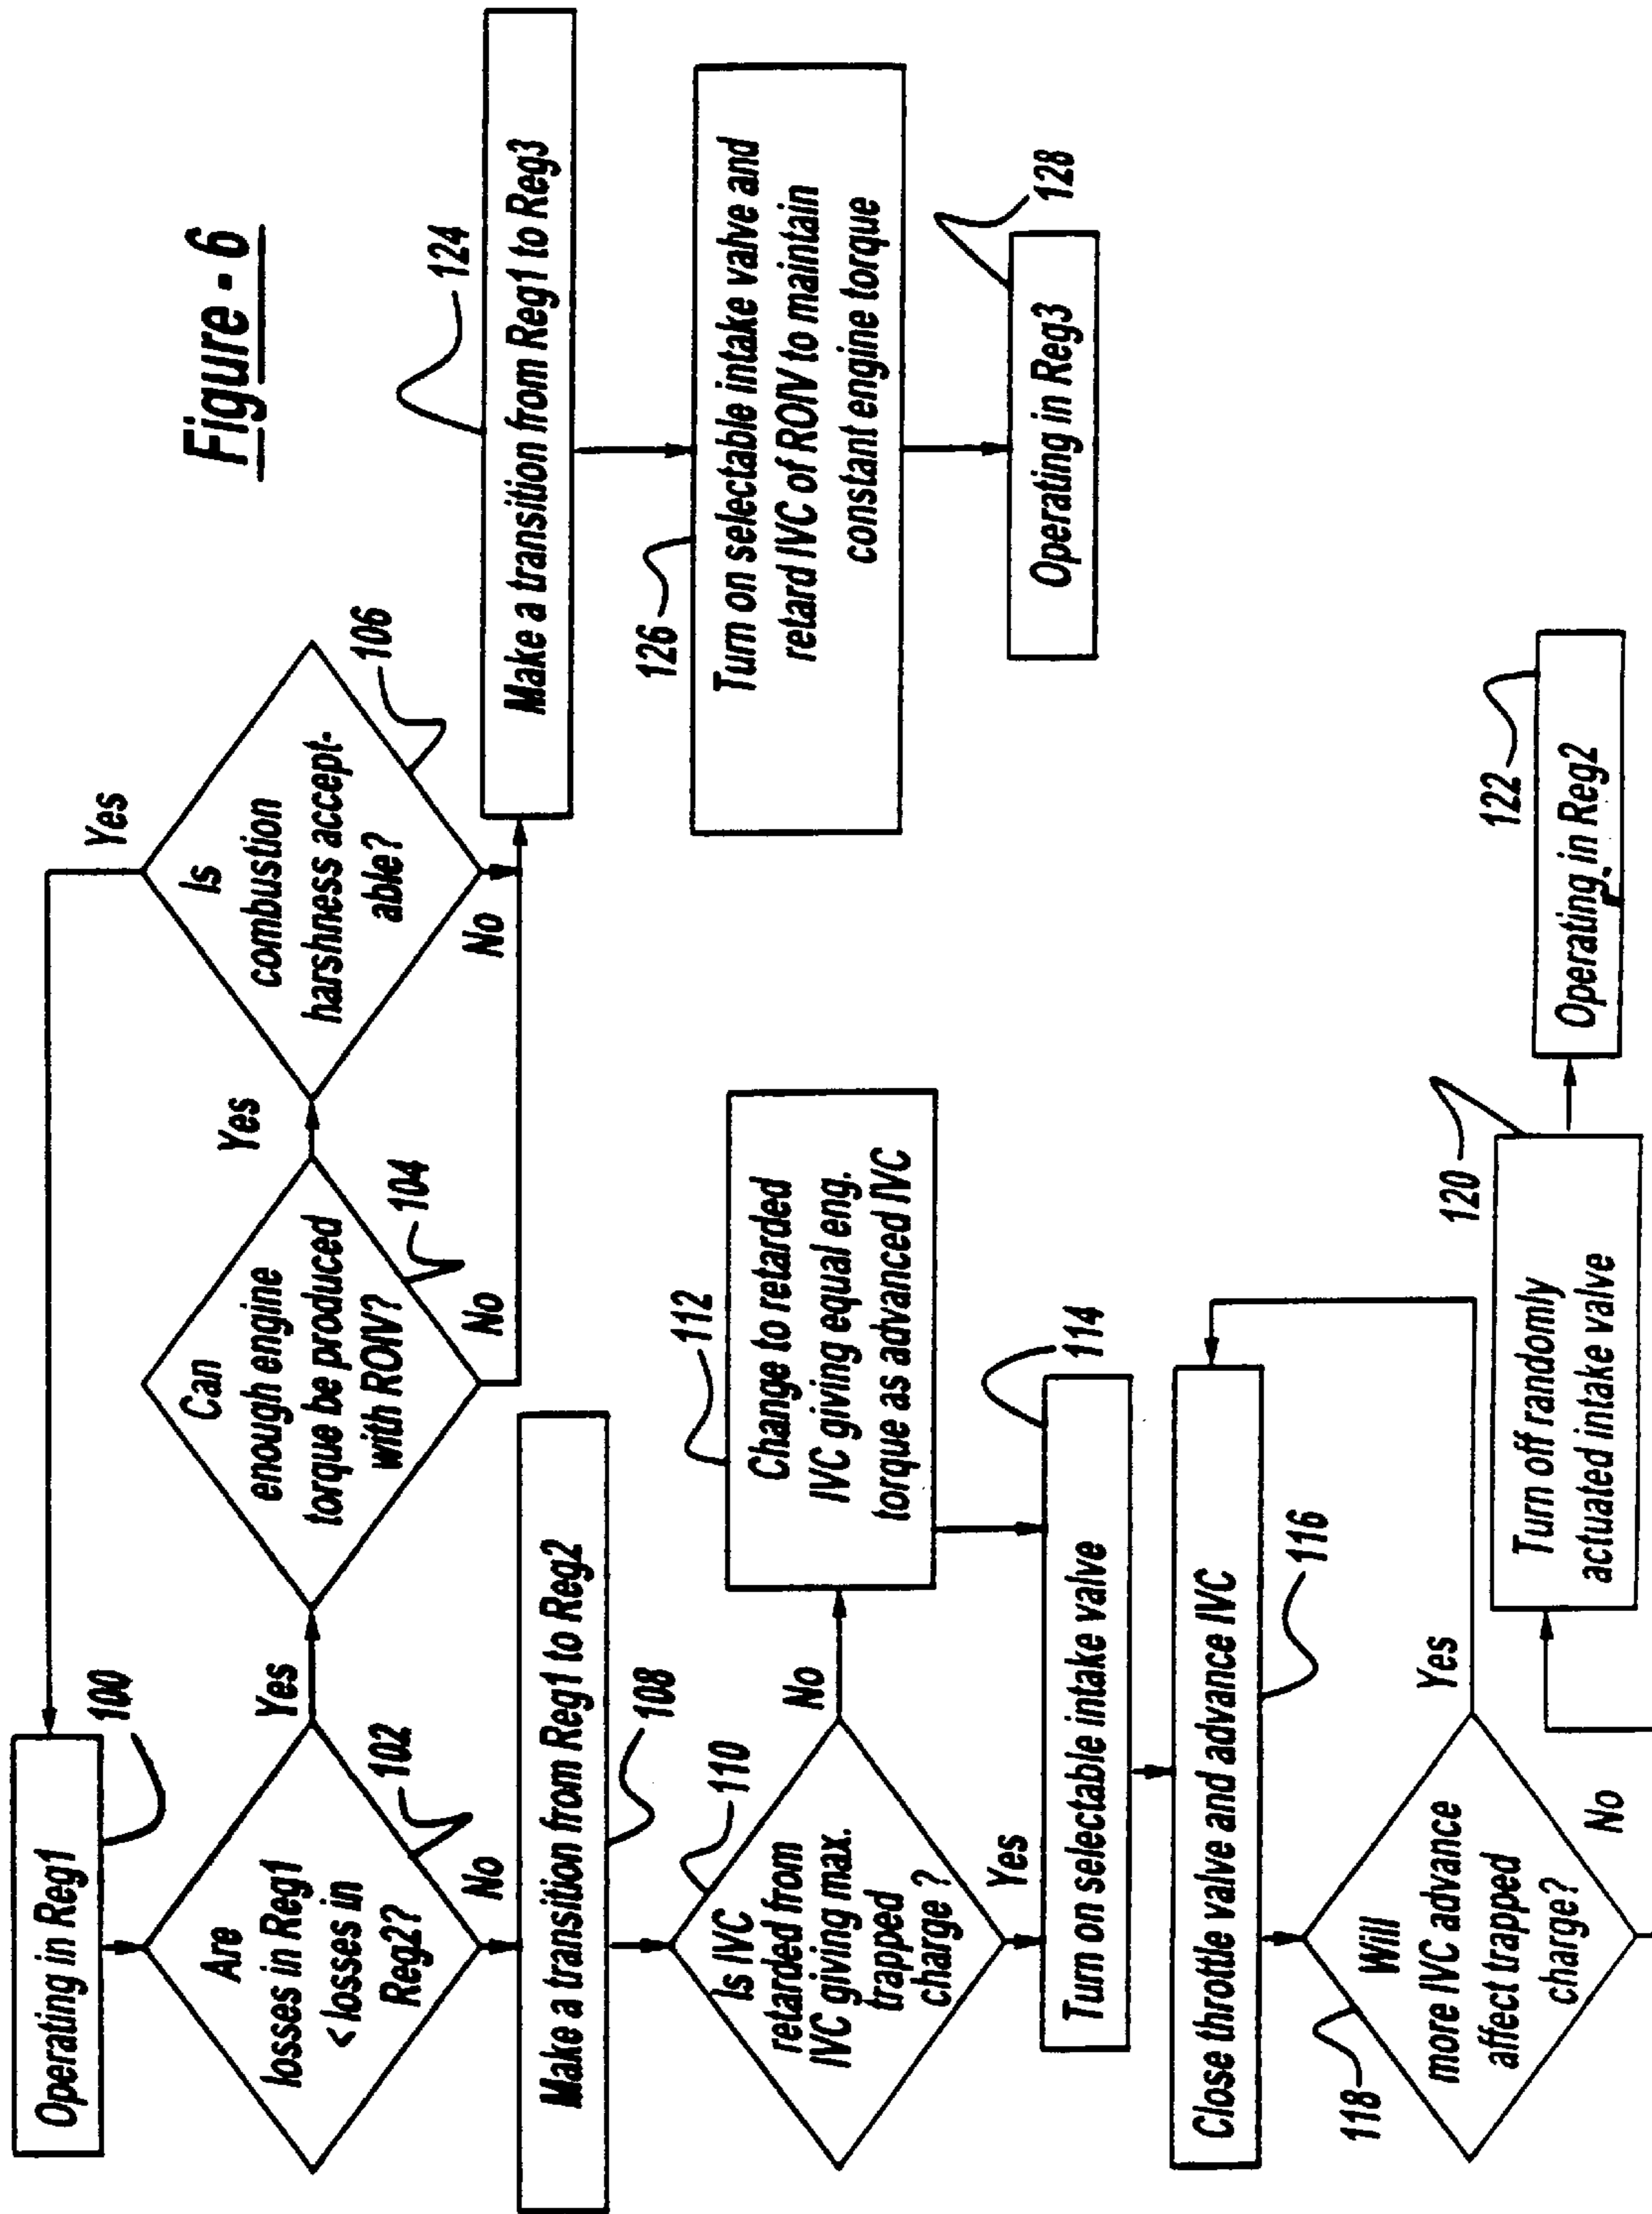 Figure - 6
Operating in Reg1
100
Are
losses in Reg1
< losses in
Reg2?
102
Yes
No
Can
enough engine
torque be produced
with ROIV?
104
Yes
No
Is
combustion
harshness accept-
able?
106
Yes
No
Make a transition from Reg1 to Reg3
124
Turn on selectable intake valve and
retard IVC of ROIV to maintain
constant engine torque
126
Operating in Reg3
128
Make a transition from Reg1 to Reg2
108
Is IVC
retarded from
IVC giving max.
trapped
charge ?
110
No
Yes
Change to retarded
IVC giving equal eng.
torque as advanced IVC
112
Turn on selectable intake valve
114
Close throttle valve and advance IVC
116
Will
more IVC advance
affect trapped
charge?
118
Yes
No
Turn off randomly
actuated intake valve
120
Operating in Reg2
122